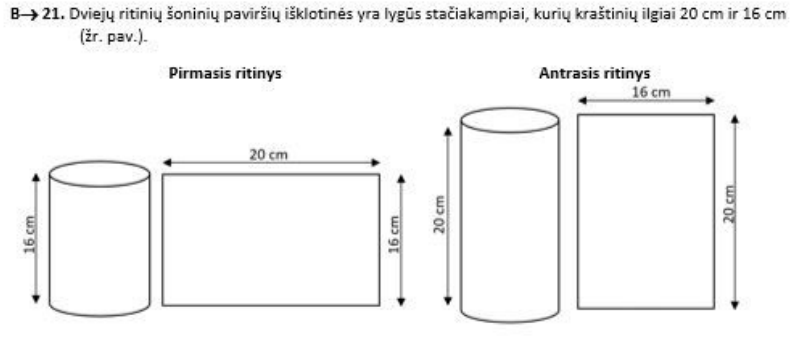 B→ 21. Dviejų ritinių šoninių paviršių išklotinės yra lygūs stačiakampiai, kurių kraštinių ilgiai 20 cm ir 16 cm
(žr. pav.).
Pirmasis ritinys
Antrasis ritinys
16 cm
20 cm
16 cm
16 cm
20 cm
20 cm